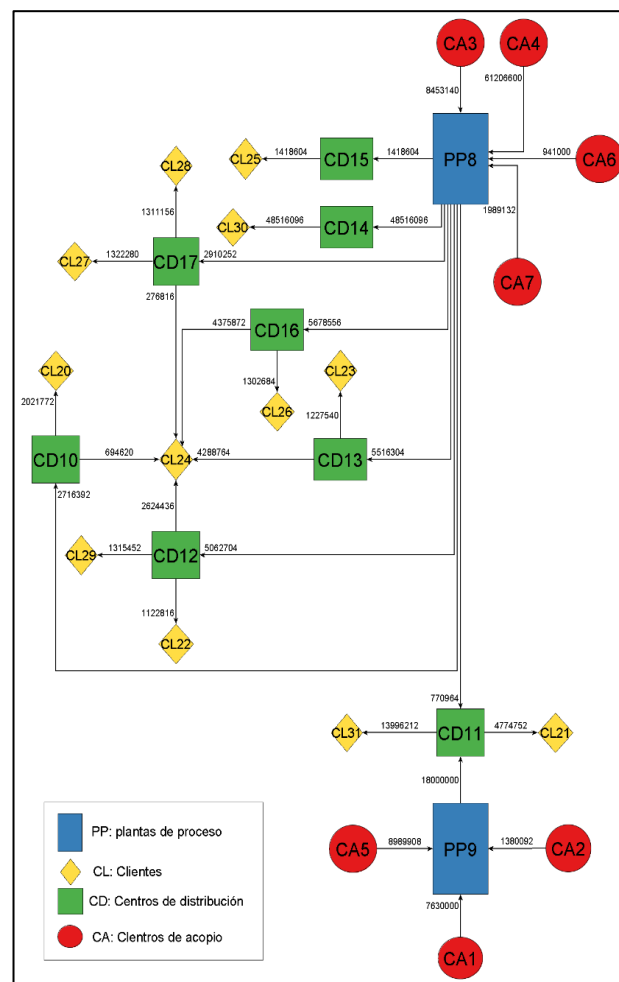 CA3
CA4
8453140
61206600
PP8
CA6
941000
1989132
CA7
CL28
CL25
1418604
CD15
1418604
CL30
48516096
CD14
48516096
1311156
CL27
1322280
CD17
2910252
276816
4375872
CD16
5678556
CL20
CL23
1302684
CL26
2021772
1227540
CD10
694620
CL24
4288764
CD13
5516304
2716392
2624436
CL29
1315452
CD12
5062704
1122816
CL22
770964
CL31
13996212
CD11
4774752
CL21
18000000
CA5
8989908
PP9
1380092
CA2
7630000
CA1
PP: plantas de proceso
CL: Clientes
CD: Centros de distribución
CA: Clentros de acopio